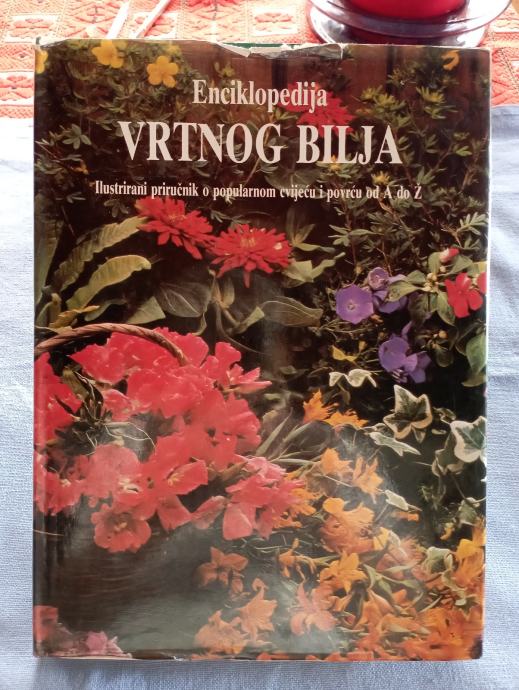 Enciklopedija
VRTNOG BILJA
Ilustrirani priručnik o popularnom cvijeću i povrću od A do Ž